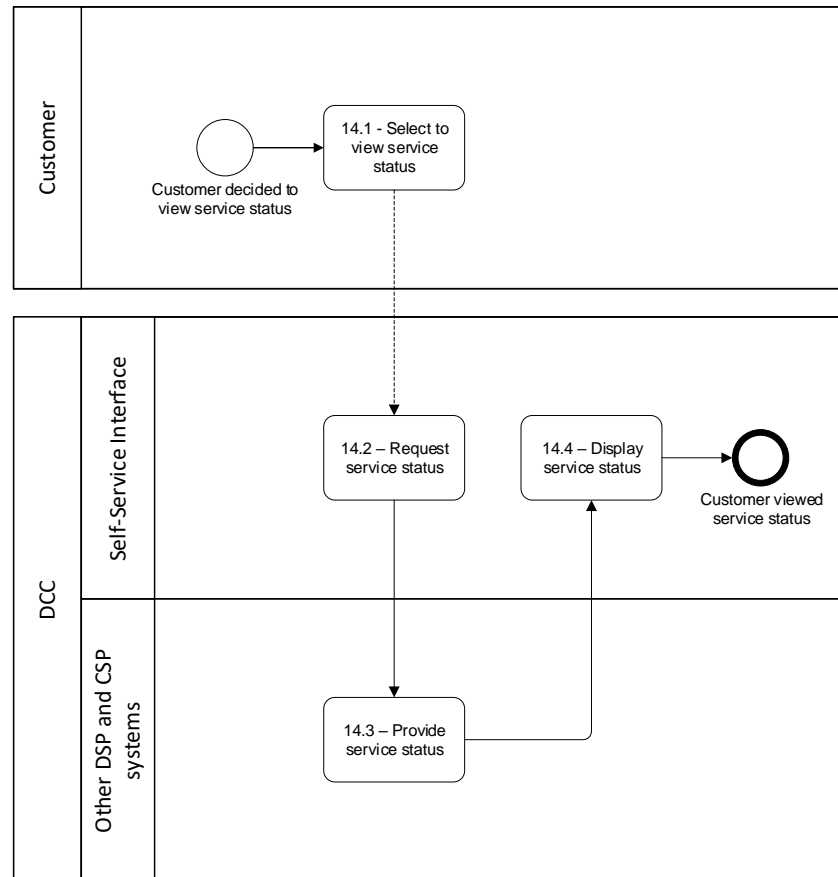 Customer
14.1 - Select to
view service
status
Customer decided to
view service status
DCC
Self-Service Interface
14.2 – Request
service status
14.4 – Display
service status
Customer viewed
service status
Other DSP and CSP
systems
14.3 – Provide
service status